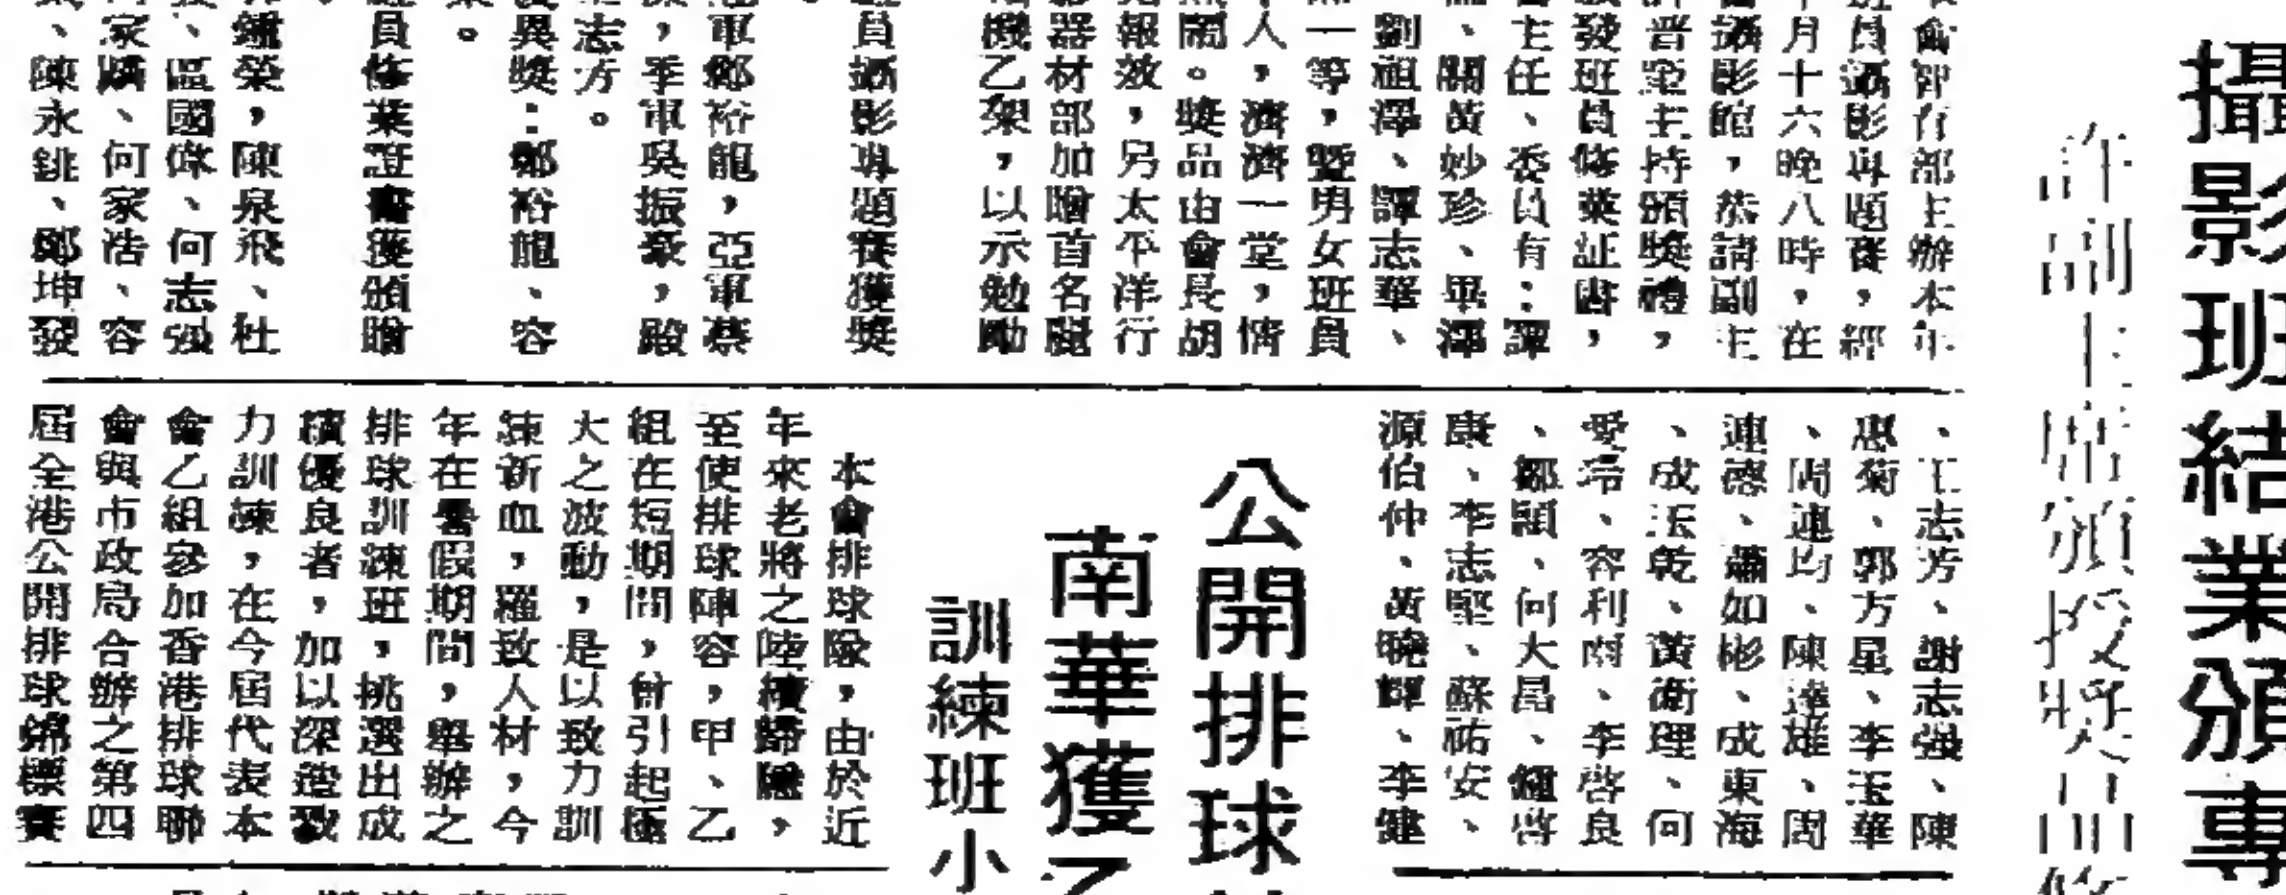 攝影班結業頒專
許副主席頒授獎品
會智育部主辦本年
班員攝影專題賽，經
月十六晚八時，在
攝影館，恭請副主
許晉奎主持頒獎禮，
發班員修業証書，
主任、委員有：譚
、關黃妙珍、畢澤
劉祖澤、譚志華、
一等，暨男女班員
人，濟濟一堂，情
鬧。獎品由會長胡
報效，另太平洋行
器材部加贈首名
機乙架，以示勉勵
員攝影專題賽獲獎
軍鄭裕龍，亞軍蔡
，季軍吳振豪，殿
志方。
異獎：鄭裕龍、容
。
員修業證書獲頒贈
榮，陳泉飛、杜
、區國偉、何志強
家麟、何家浩、容
、陳永銚、鄭坤發
、王志芳、謝志強、陳
惠菊、郭方星、李玉華
、周連均、陳達雄、周
連德、蕭如彬、成東海
、成玉乾、黃衛理、何
愛玲、容利爾、李啓良
、鄒顯、何大昌、鍾啓
康、李志堅、蘇祐安、
源伯仲、黃曉輝、李健
公開排球
南華獲乙
訓練班小
本會排球隊，由於近
年來老將之陸續歸隱，
至使排球陣容，甲、乙
組在短期間，曾引起極
大之波動，是以致力訓
練新血，羅致人材，今
年在暑假期間，舉辦之
排球訓練班，挑選出成
績優良者，加以深造致
力訓練，在今屆代表本
會乙組參加香港排球聯
會與市政局合辦之第四
屆全港公開排球錦標賽